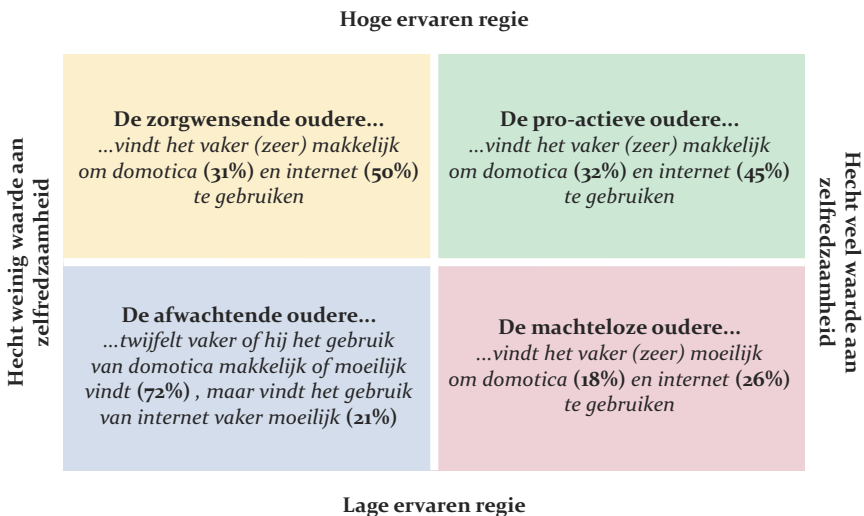 Hoge ervaren regie
Hecht weinig waarde aan
zelfredzaamheid
De zorgwensende oudere...
...vindt het vaker (zeer) makkelijk
om domotica (31%) en internet (50%)
te gebruiken
De pro-actieve oudere...
...vindt het vaker (zeer) makkelijk
om domotica (32%) en internet (45%)
te gebruiken
Hecht veel waarde aan
zelfredzaamheid
De afwachtende oudere...
...twijfelt vaker of hij het gebruik
van domotica makkelijk of moeilijk
vindt (72%) , maar vindt het gebruik
van internet vaker moeilijk (21%)
De machteloze oudere...
...vindt het vaker (zeer) moeilijk
om domotica (18%) en internet (26%)
te gebruiken
Lage ervaren regie